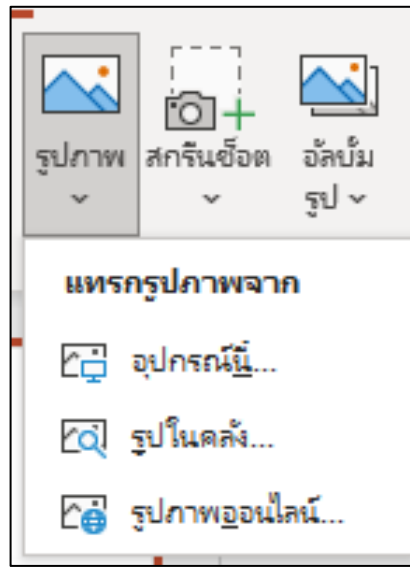 รูปภาพ
สกรีนช็อต
อัลบั้ม
รูป
แทรกรูปภาพจาก
อุปกรณ์นี้...
รูปในคลัง...
รูปภาพออนไลน์...